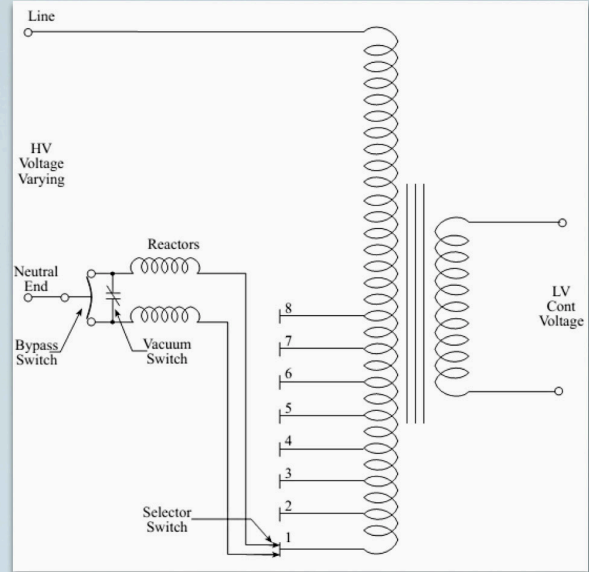 Line
HV
Voltage
Varying
Reactors
Neutral
End
Bypass
Switch
Vacuum
Switch
LV
Cont
Voltage
8
7
6
5
4
3
2
1
Selector
Switch